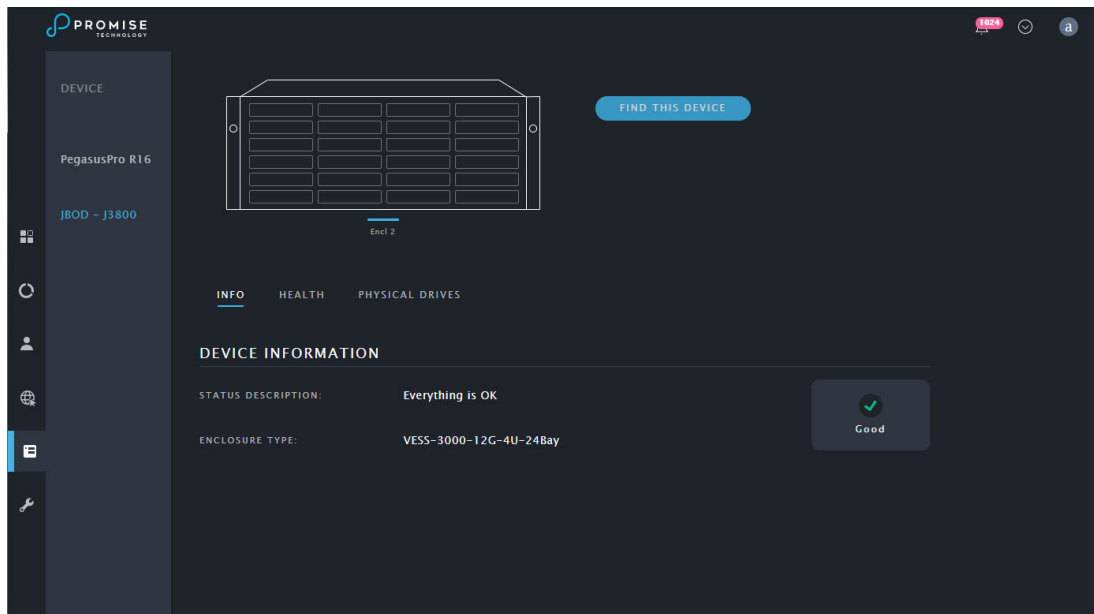 PROMISE
TECHNOLOGY
1024
a
DEVICE
PegasusPro R16
JBOD – J3800
FIND THIS DEVICE
Encl 2
INFO HEALTH PHYSICAL DRIVES
DEVICE INFORMATION
STATUS DESCRIPTION: Everything is OK
ENCLOSURE TYPE: VESS-3000-12G-4U-24Bay
Good